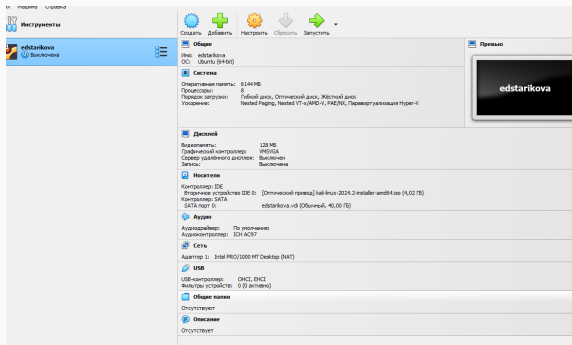 Машина Справка
Инструменты
Создать Добавить Настроить Сбросить Запустить
edstarikova
Выключена
Общие
Имя: edstarikova
ОС: Ubuntu (64-bit)
Система
Оперативная память: 6144 МБ
Процессоры: 8
Порядок загрузки: Гибкий диск, Оптический диск, Жёсткий диск
Ускорение: Nested Paging, Nested VT-x/AMD-V, PAE/NX, Паравиртуализация Hyper-V
Превью
edstarikova
Дисплей
Видеопамять: 128 МБ
Графический контроллер: VMSVGA
Сервер удалённого дисплея: Выключен
Запись: Выключена
Носители
Контроллер: IDE
Вторичное устройство IDE 0: [Оптический привод] kali-linux-2024.2-installer-amd64.iso (4,02 ГБ)
Контроллер: SATA
SATA порт 0: edstarikova.vdi (Обычный, 40,00 ГБ)
Аудио
Аудиодрайвер: По умолчанию
Аудиоконтроллер: ICH AC97
Сеть
Адаптер 1: Intel PRO/1000 MT Desktop (NAT)
USB
USB-контроллер: OHCI, EHCI
Фильтры устройств: 0 (0 активно)
Общие папки
Отсутствуют
Описание
Отсутствует